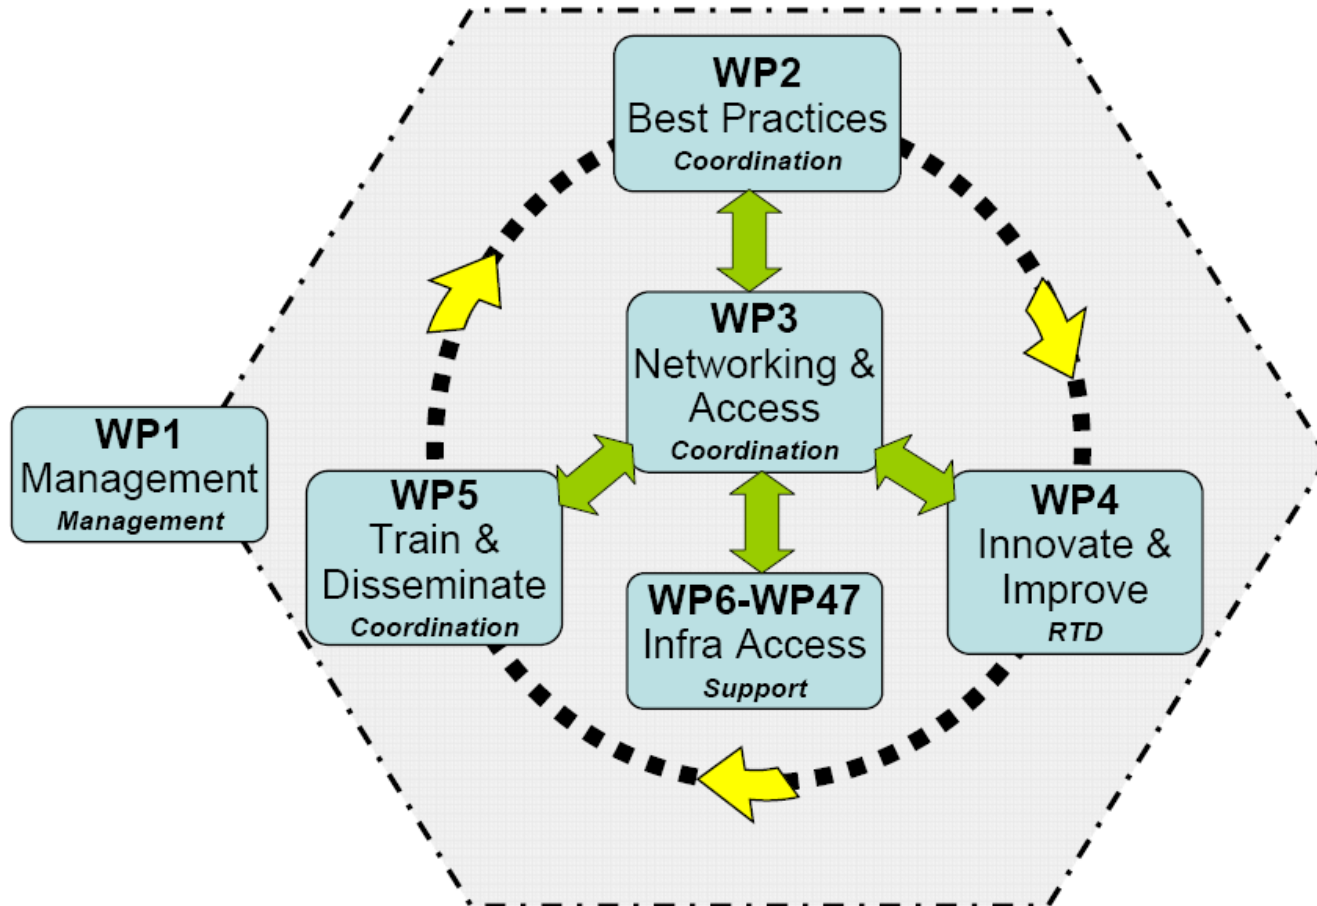 WP2
Best Practices
Coordination
WP3
Networking &
Access
Coordination
WP1
Management
Management
WP5
Train &
Disseminate
Coordination
WP4
Innovate &
Improve
RTD
WP6-WP47
Infra Access
Support